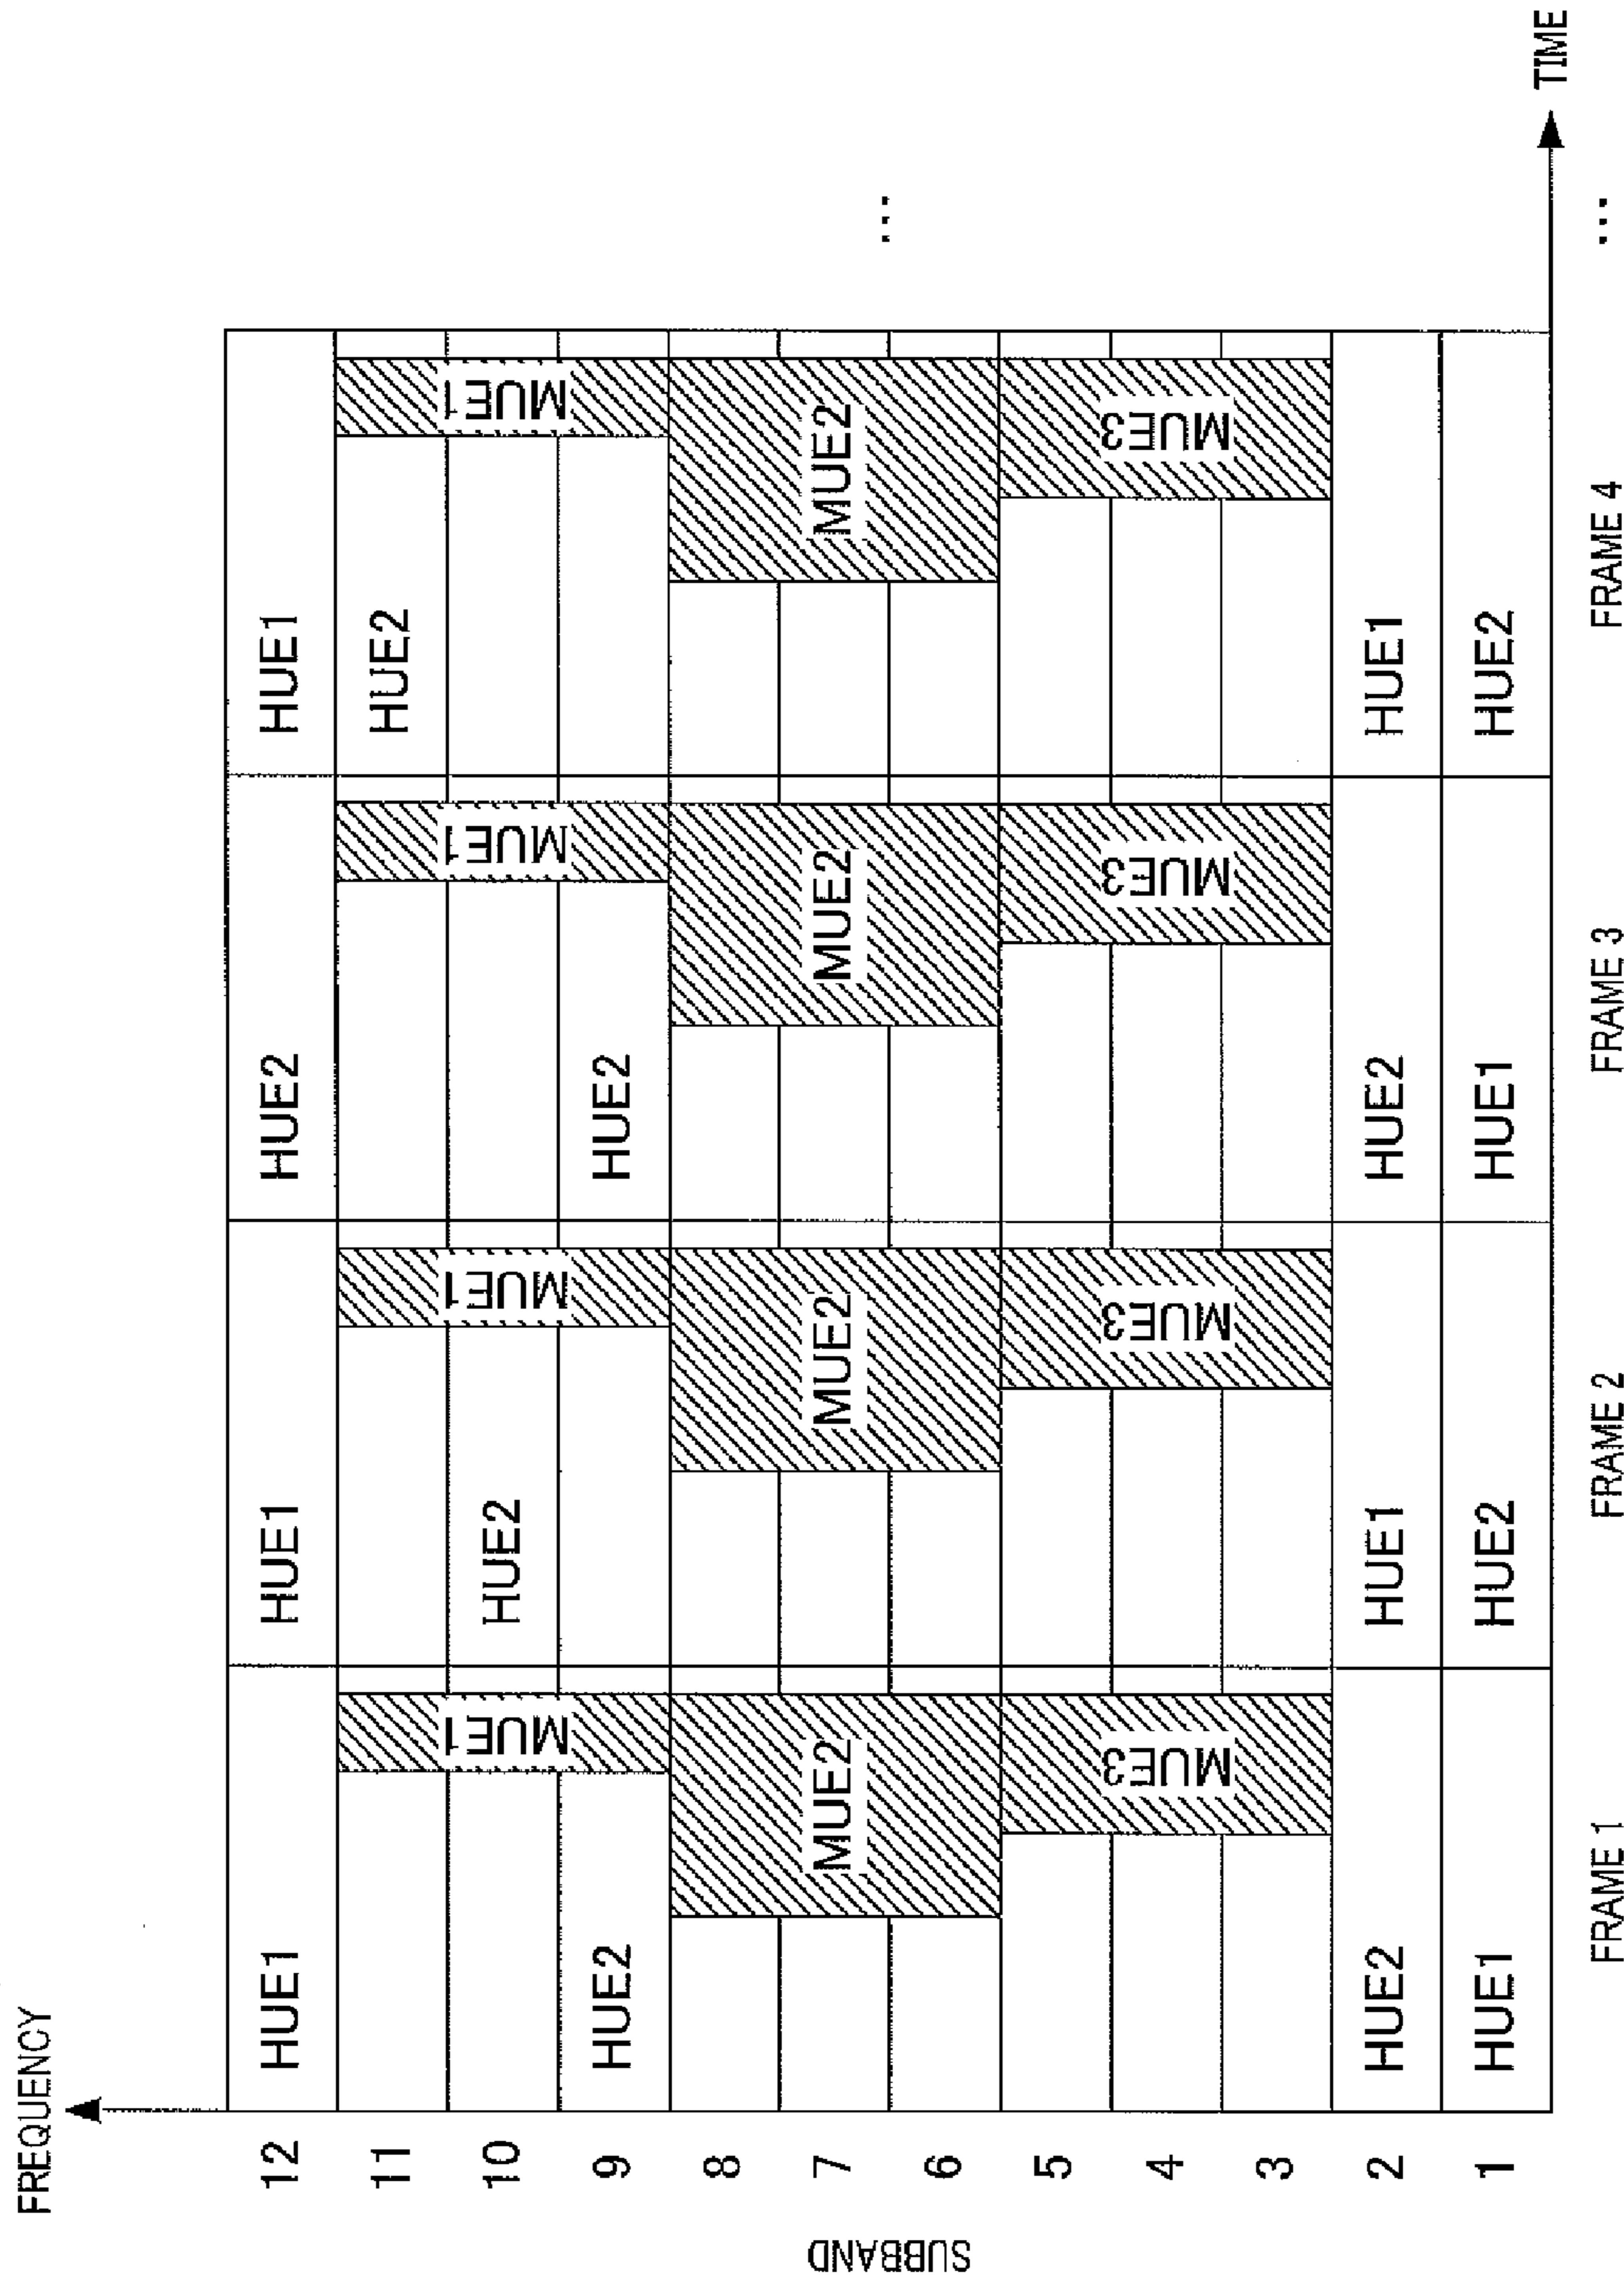 FREQUENCY
SUBBAND
12 HUE1 HUE1 HUE2 HUE1
11 HUE2
10 MUE1 HUE2 MUE1 MUE1 MUE1
9 HUE2 HUE2
8
7 MUE2 MUE2 MUE2 MUE2
6
5
4 MUE3 MUE3 MUE3 MUE3
3
2 HUE2 HUE1 HUE2 HUE1
1 HUE1 HUE2 HUE1 HUE2
...
TIME
FRAME 1 FRAME 2 FRAME 3 FRAME 4 ...